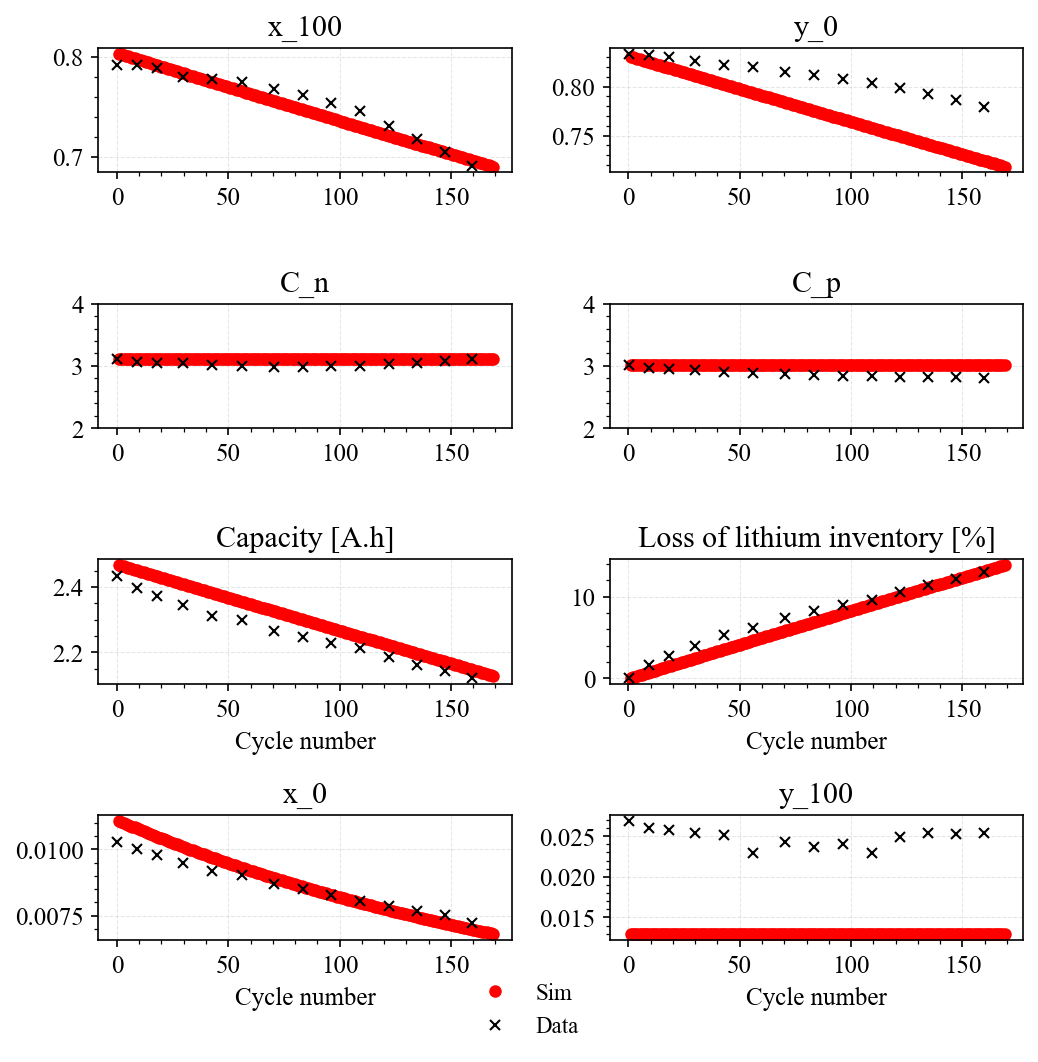 x_100
y_0
0.8
0.7
0 50 100 150
0.80
0.75
0 50 100 150
C_n
C_p
4
3
2
0 50 100 150
4
3
2
0 50 100 150
Capacity [A.h]
Loss of lithium inventory [%]
2.4
2.2
0 50 100 150
Cycle number
10
0
0 50 100 150
Cycle number
x_0
y_100
0.0100
0.0075
0 50 100 150
Cycle number
0.025
0.020
0.015
0 50 100 150
Cycle number
Sim
Data